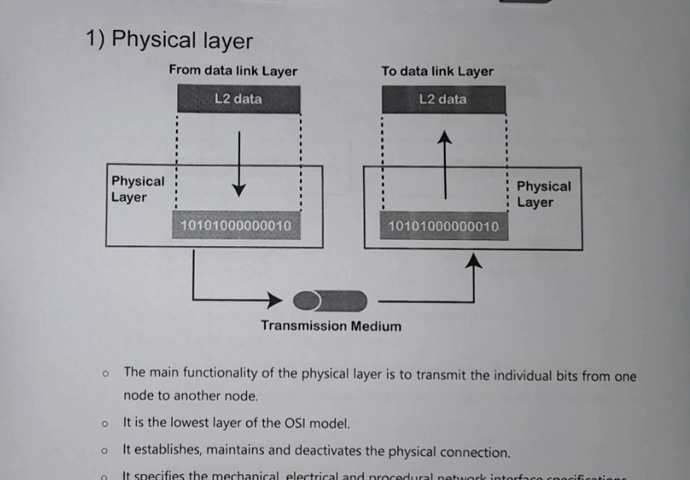 1) Physical layer
From data link Layer
To data link Layer
L2 data
L2 data
Physical
Layer
Physical
Layer
10101000000010
10101000000010
Transmission Medium
o The main functionality of the physical layer is to transmit the individual bits from one
node to another node.
o It is the lowest layer of the OSI model.
o It establishes, maintains and deactivates the physical connection.
o It specifies the mechanical, electrical and procedural network interface specifications.